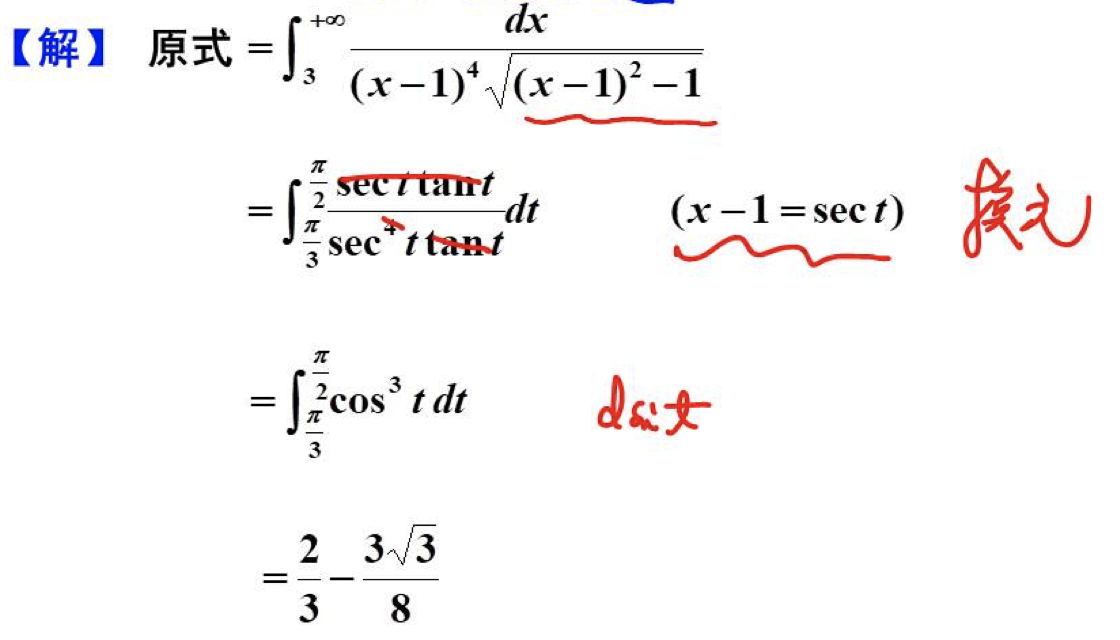 【解】 原式 = ∫_3^{+∞} dx / ((x−1)^4 √((x−1)^2 −1))
= ∫_{π/3}^{π/2} (sec t tan t)/(sec^4 t tan t) dt (x−1 = sec t) 换元
= ∫_{π/3}^{π/2} cos^3 t dt d sin t
= 2/3 − 3√3/8